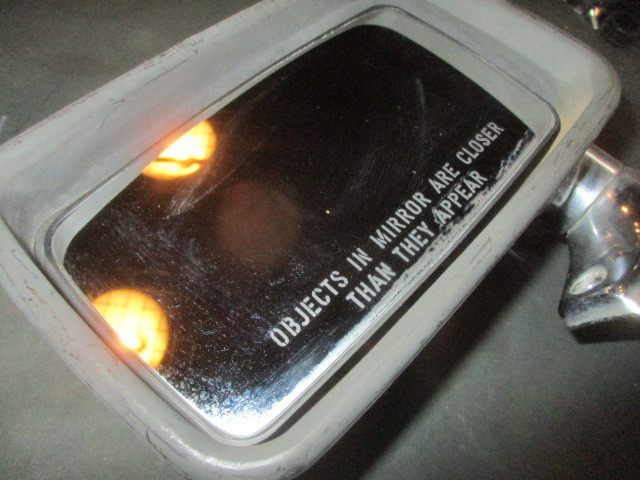 OBJECTS IN MIRROR ARE CLOSER
THAN THEY APPEAR